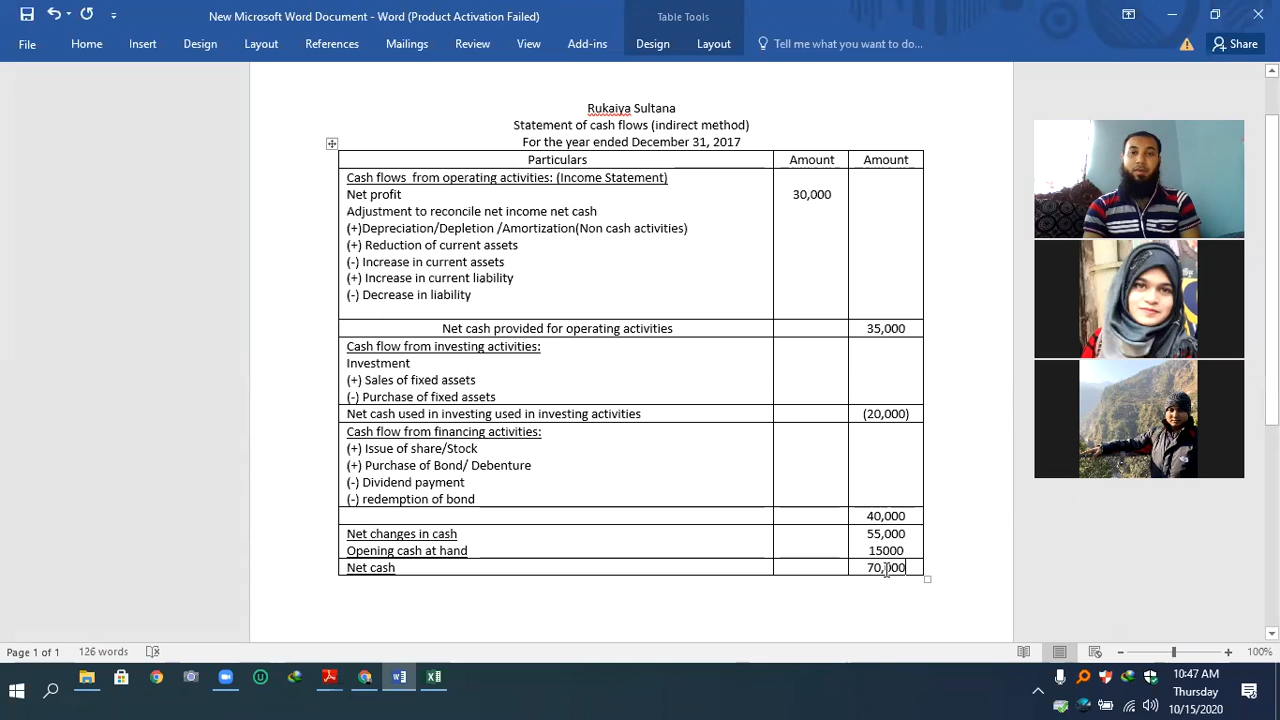 New Microsoft Word Document - Word (Product Activation Failed)
Table Tools
File Home Insert Design Layout References Mailings Review View Add-ins Design Layout Tell me what you want to do... Share
Rukaiya Sultana
Statement of cash flows (indirect method)
For the year ended December 31, 2017
Particulars Amount Amount
Cash flows from operating activities: (Income Statement)
Net profit 30,000
Adjustment to reconcile net income net cash
(+)Depreciation/Depletion /Amortization(Non cash activities)
(+) Reduction of current assets
(-) Increase in current assets
(+) Increase in current liability
(-) Decrease in liability
Net cash provided for operating activities 35,000
Cash flow from investing activities:
Investment
(+) Sales of fixed assets
(-) Purchase of fixed assets
Net cash used in investing used in investing activities (20,000)
Cash flow from financing activities:
(+) Issue of share/Stock
(+) Purchase of Bond/ Debenture
(-) Dividend payment
(-) redemption of bond
40,000
Net changes in cash 55,000
Opening cash at hand 15000
Net cash 70,000
Page 1 of 1 126 words 100%
10:47 AM
Thursday
10/15/2020